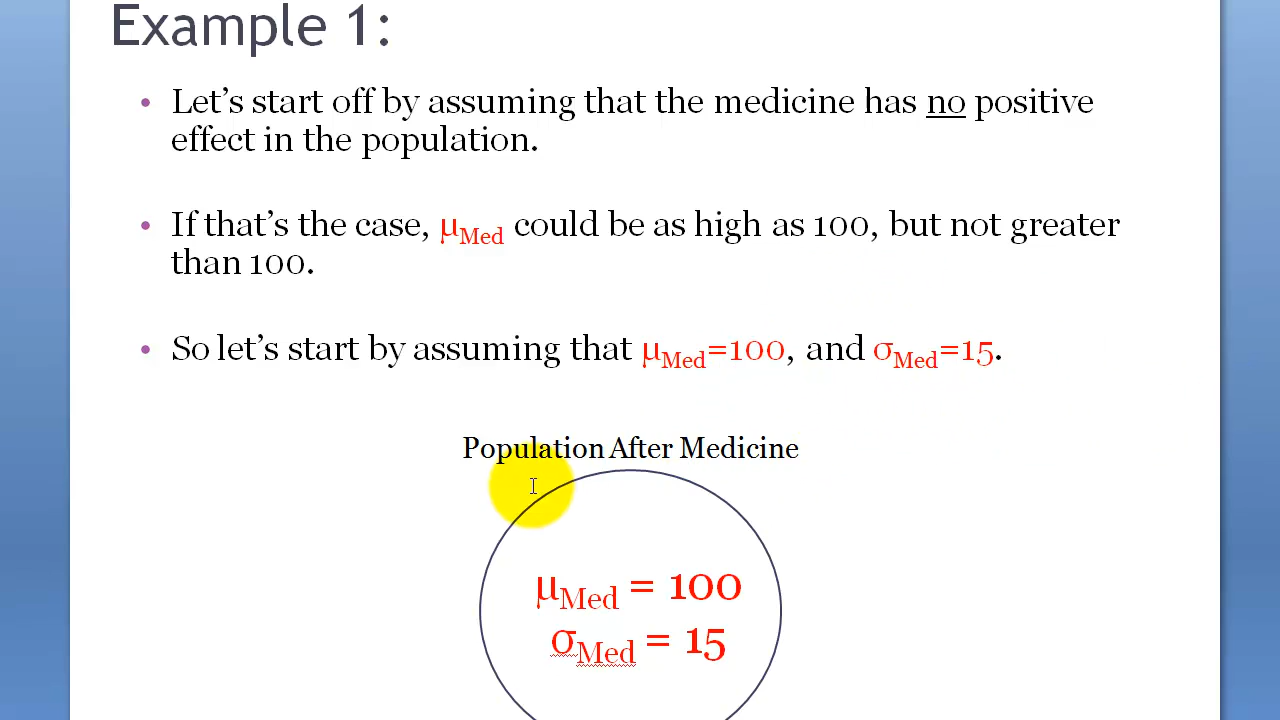 Example 1:
• Let’s start off by assuming that the medicine has no positive
effect in the population.
• If that’s the case, μMed could be as high as 100, but not greater
than 100.
• So let’s start by assuming that μMed=100, and σMed=15.
Population After Medicine
μMed = 100
σMed = 15